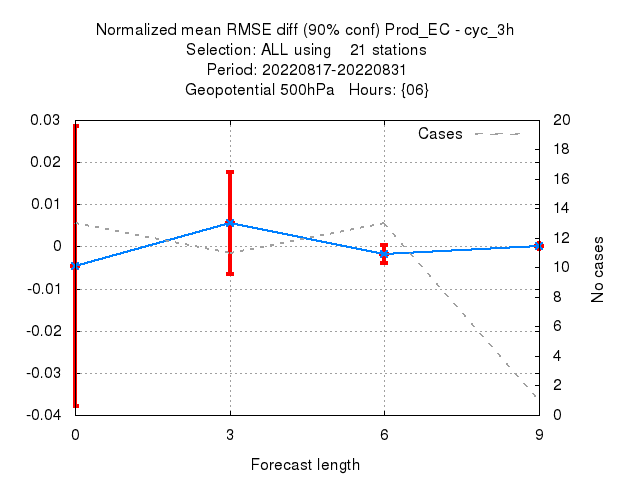 Normalized mean RMSE diff (90% conf) Prod_EC - cyc_3h
Selection: ALL using    21 stations
Period: 20220817-20220831
Geopotential 500hPa   Hours: {06}
0.03
0.02
0.01
0
-0.01
-0.02
-0.03
-0.04
Cases
20
18
16
14
12
10
8
6
4
2
0
No cases
0 3 6 9
Forecast length